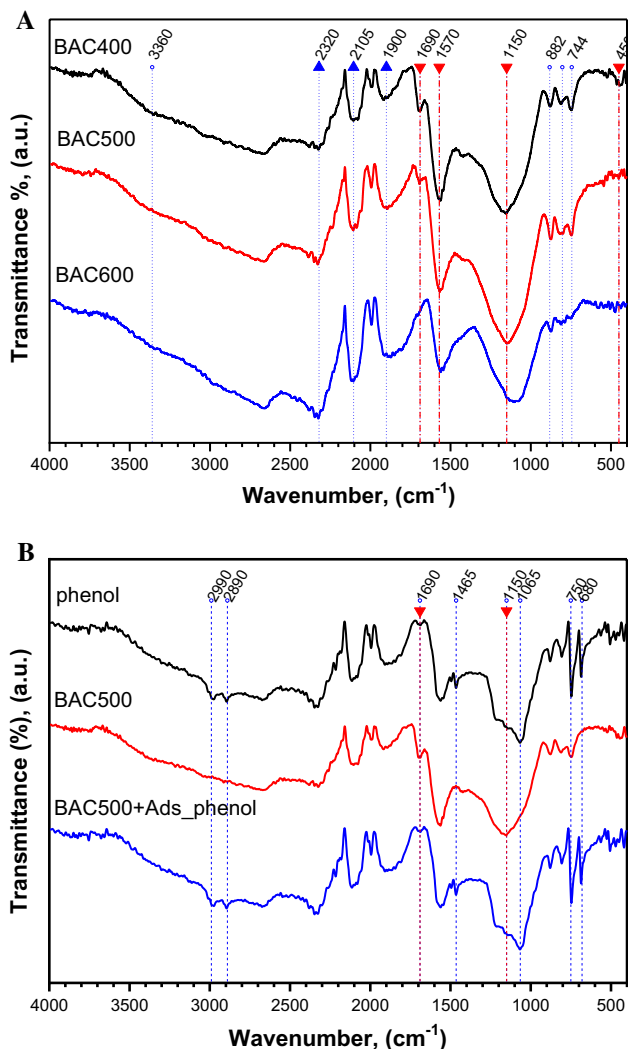 A
3360
2320
2105
1900
1690
1570
1150
882
744
BAC400
BAC500
BAC600
Transmittance %, (a.u.)
4000 3500 3000 2500 2000 1500 1000 500
Wavenumber, (cm-1)
B
2990
2890
1690
1465
1150
1065
750
680
phenol
BAC500
BAC500+Ads_phenol
Transmittance (%), (a.u.)
4000 3500 3000 2500 2000 1500 1000 500
Wavenumber, (cm-1)